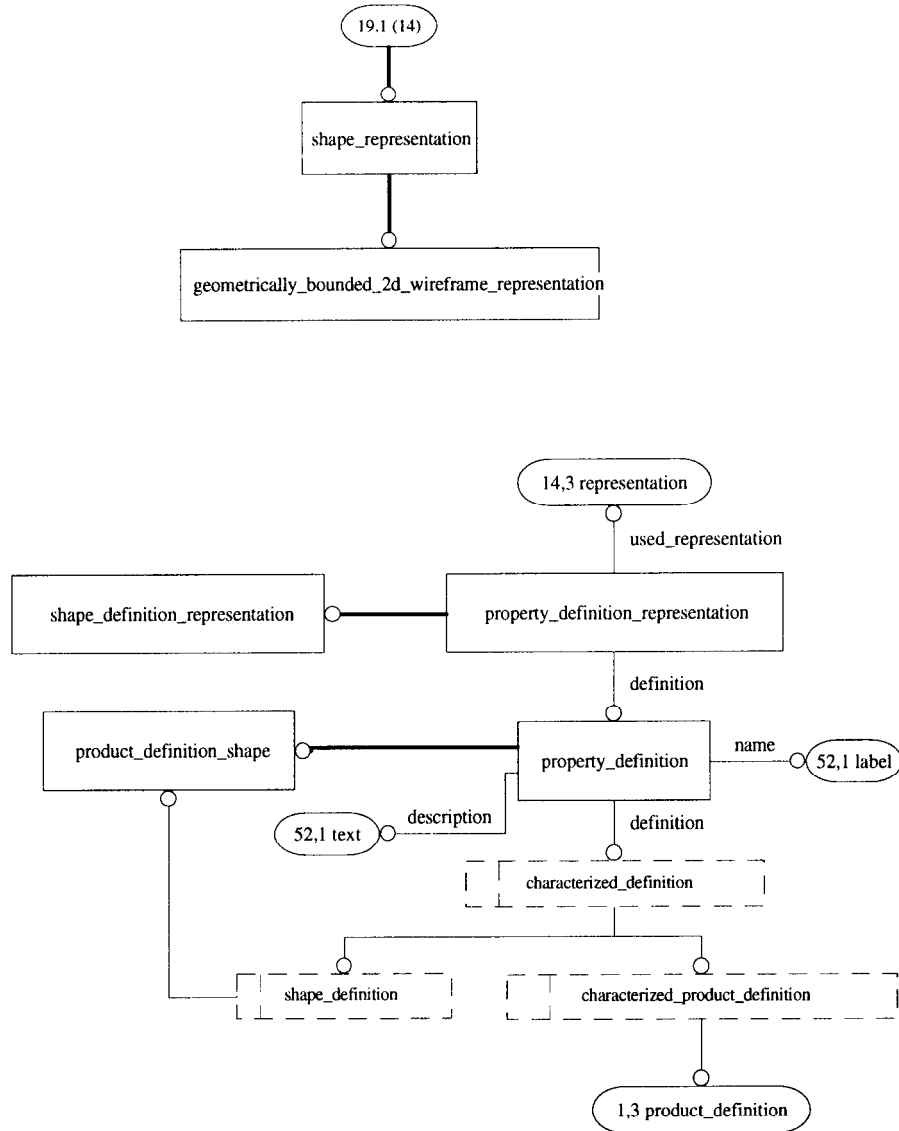 19.1 (14)
shape_representation
geometrically_bounded_2d_wireframe_representation
14,3 representation
used_representation
shape_definition_representation
property_definition_representation
definition
product_definition_shape
property_definition
name
52,1 label
description
52,1 text
definition
characterized_definition
shape_definition
characterized_product_definition
1,3 product_definition